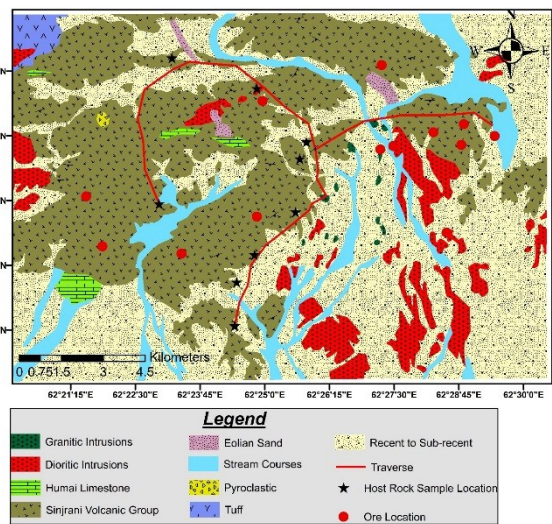 N
W E
S
N
N
N
N
N
Kilometers
0 0.751.5 3 4.5
62°21'15"E 62°22'30"E 62°23'45"E 62°25'0"E 62°26'15"E 62°27'30"E 62°28'45"E 62°30'0"E
Legend
Granitic Intrusions Eolian Sand Recent to Sub-recent
Dioritic Intrusions Stream Courses Traverse
Humai Limestone Pyroclastic Host Rock Sample Location
Sinjrani Volcanic Group Tuff Ore Location